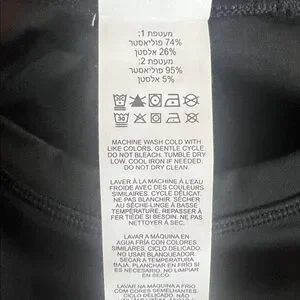 מעטפת 1:
74% פוליאסטר
26% אלסטן
מעטפת 2:
95% פוליאסטר
5% אלסטן
MACHINE WASH COLD WITH
LIKE COLORS. GENTLE CYCLE
DO NOT BLEACH. TUMBLE DRY
LOW. COOL IRON IF NEEDED.
DO NOT DRY CLEAN.
LAVER À LA MACHINE À L'EAU
FROIDE AVEC DES COULEURS
SIMILAIRES. CYCLE DÉLICAT.
NE PAS BLANCHIR. SÉCHER
AU SÈCHE-LINGE À BASSE
TEMPÉRATURE. REPASSER À
FER TIÈDE SI BESOIN. NE PAS
NETTOYER À SEC.
LAVAR A MÁQUINA EN
AGUA FRÍA CON COLORES
SIMILARES. CICLO DELICADO.
NO USAR BLANQUEADOR.
SECAR A TEMPERATURA
BAJA. PLANCHAR EN FRÍO SI
ES NECESARIO. NO LIMPIAR
EN SECO.
LAVAR À MÁQUINA A FRIO
COM CORES SEMELHANTES.
CICLO DELICADO. NÃO